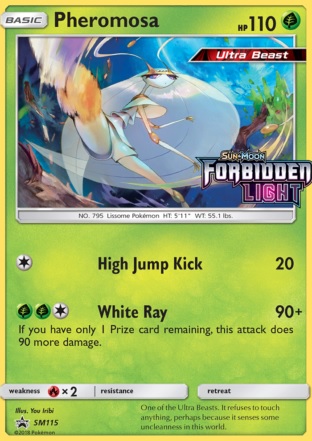 BASIC
Pheromosa
HP 110
Ultra Beast
SUN & MOON
FORBIDDEN
LIGHT
NO. 795 Lissome Pokémon HT: 5'11" WT: 55.1 lbs.
High Jump Kick 20
White Ray 90+
If you have only 1 Prize card remaining, this attack does
90 more damage.
weakness × 2 resistance retreat
Illus. You Iribi
SM115
©2018 Pokémon
One of the Ultra Beasts. It refuses to touch
anything, perhaps because it senses some
uncleanness in this world.